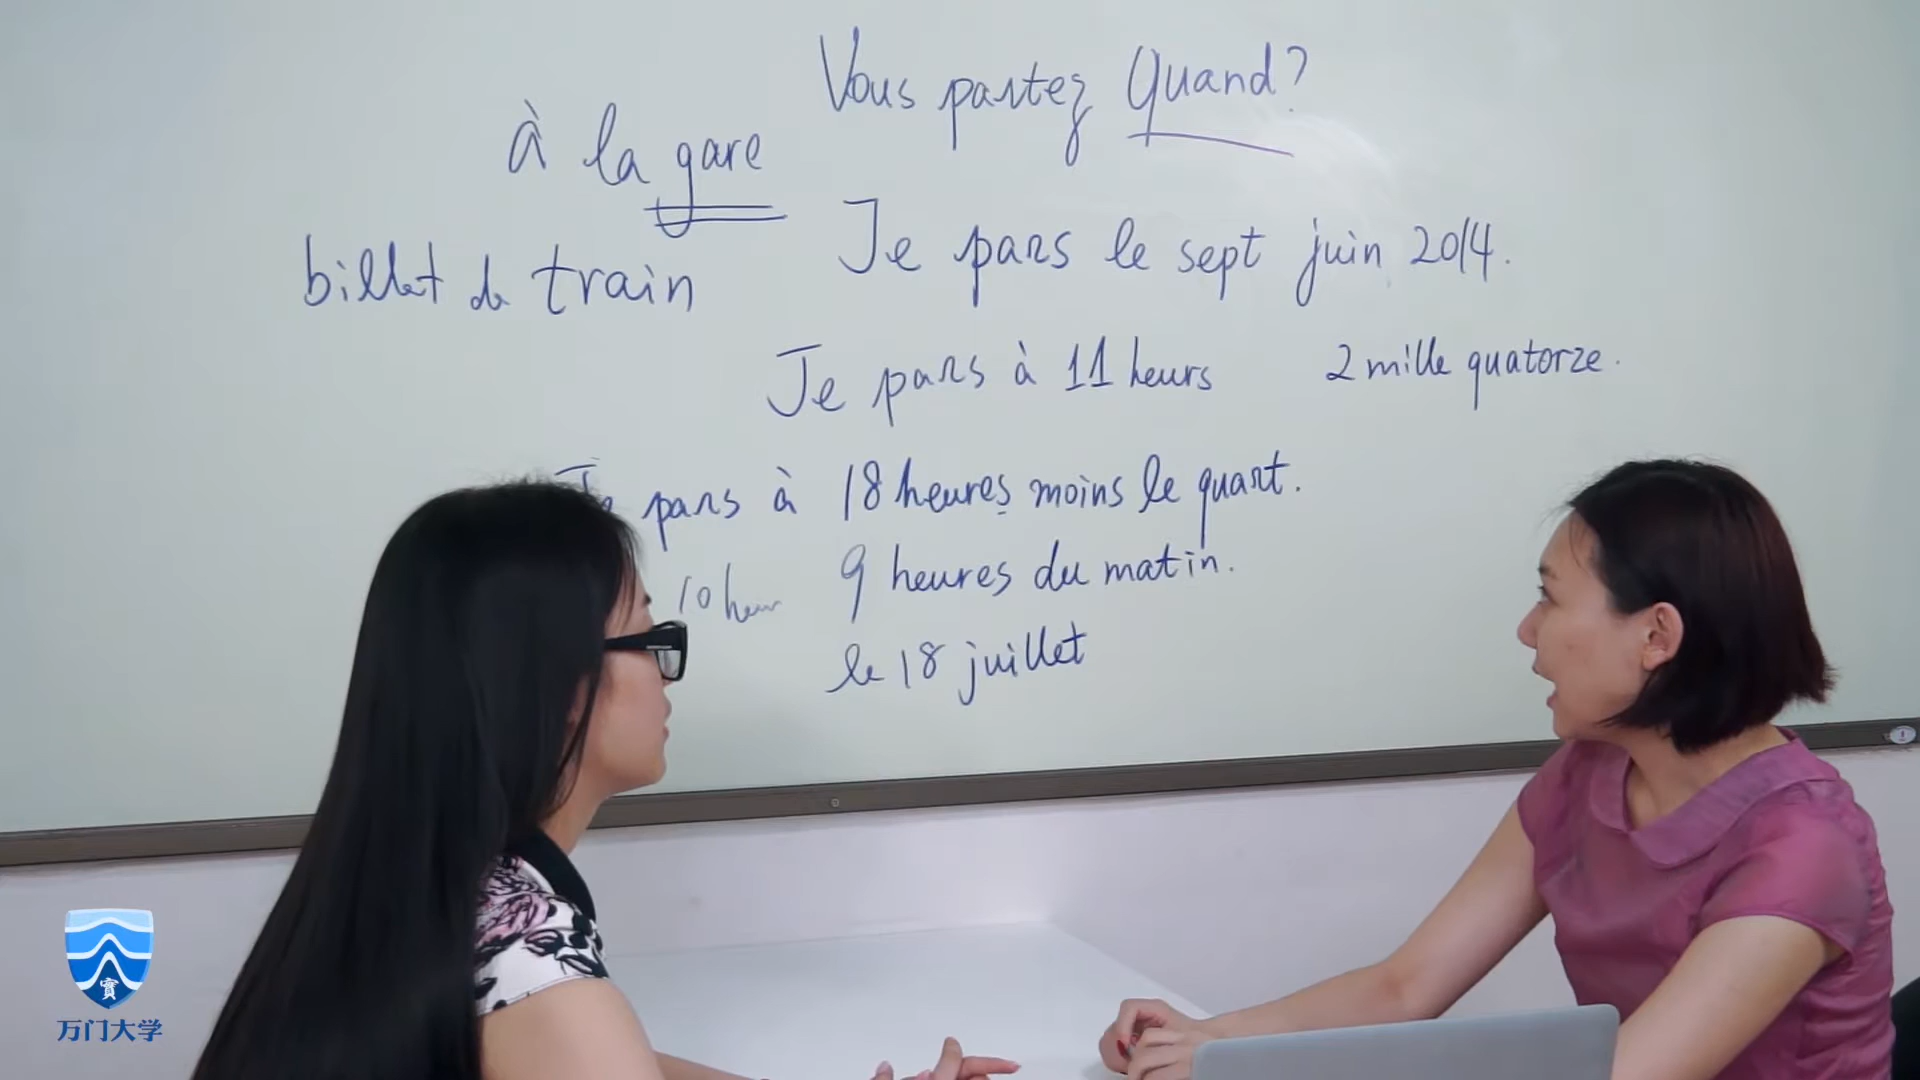 Vous partez Quand?
à la gare
Je pars le sept juin 2014.
billet de train
Je pars à 11 heurs
2 mille quatorze.
Je pars à 18 heures moins le quart.
10 heur
9 heures du matin.
le 18 juillet
寳
万门大学